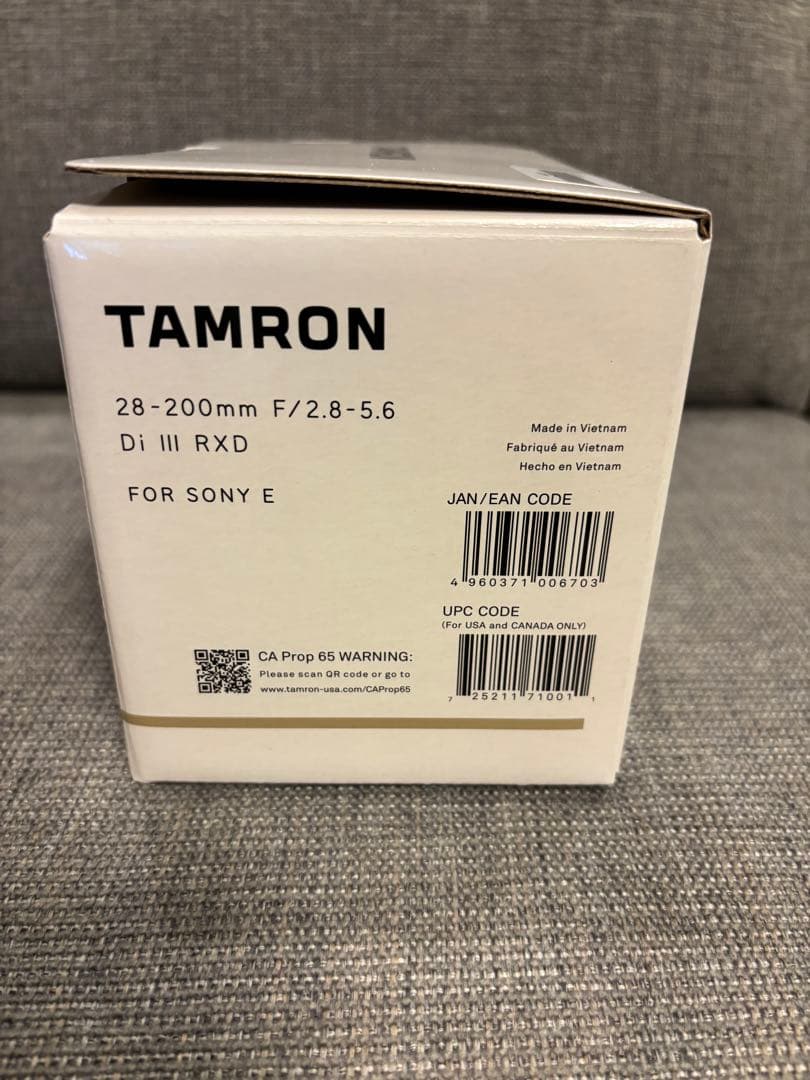 TAMRON
28-200mm F/2.8-5.6
Di III RXD
FOR SONY E
Made in Vietnam
Fabriqué au Vietnam
Hecho en Vietnam
JAN/EAN CODE
4 960371 006703
UPC CODE
(For USA and CANADA ONLY)
7 25211 71001 1
CA Prop 65 WARNING:
Please scan QR code or go to
www.tamron-usa.com/CAProp65